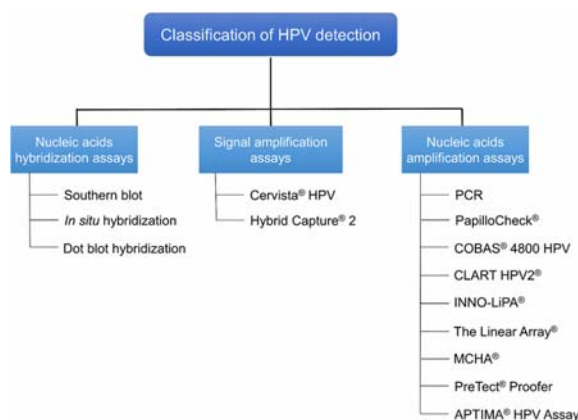 Classification of HPV detection
Nucleic acids
hybridization assays
Southern blot
In situ hybridization
Dot blot hybridization
Signal amplification
assays
Cervista® HPV
Hybrid Capture® 2
Nucleic acids
amplification assays
PCR
PapilloCheck®
COBAS® 4800 HPV
CLART HPV2®
INNO-LiPA®
The Linear Array®
MCHA®
PreTect® Proofer
APTIMA® HPV Assay